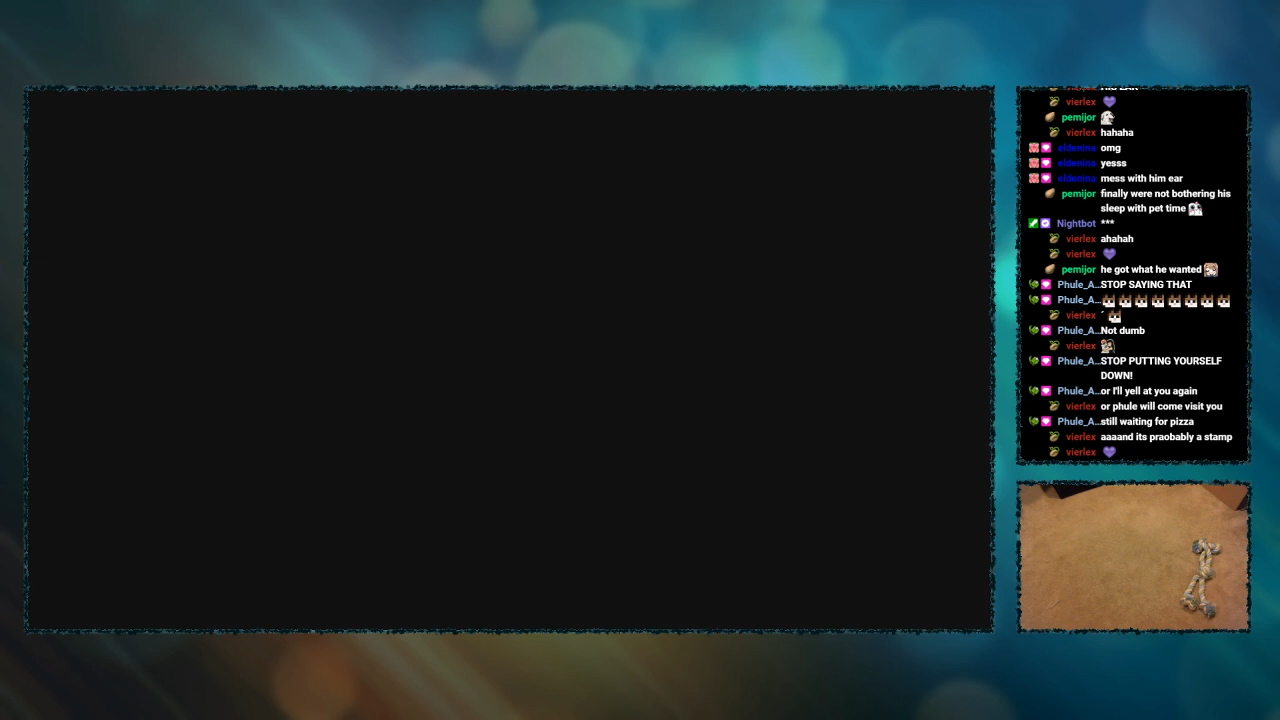 vierlex
pemijor
vierlex hahaha
eldenina omg
eldenina yesss
eldenina mess with him ear
pemijor finally were not bothering his
sleep with pet time
Nightbot ***
vierlex ahahah
vierlex
pemijor he got what he wanted
Phule_A... STOP SAYING THAT
Phule_A...
vierlex ´
Phule_A... Not dumb
vierlex
Phule_A... STOP PUTTING YOURSELF
DOWN!
Phule_A... or I'll yell at you again
vierlex or phule will come visit you
Phule_A... still waiting for pizza
vierlex aaaand its praobably a stamp
vierlex